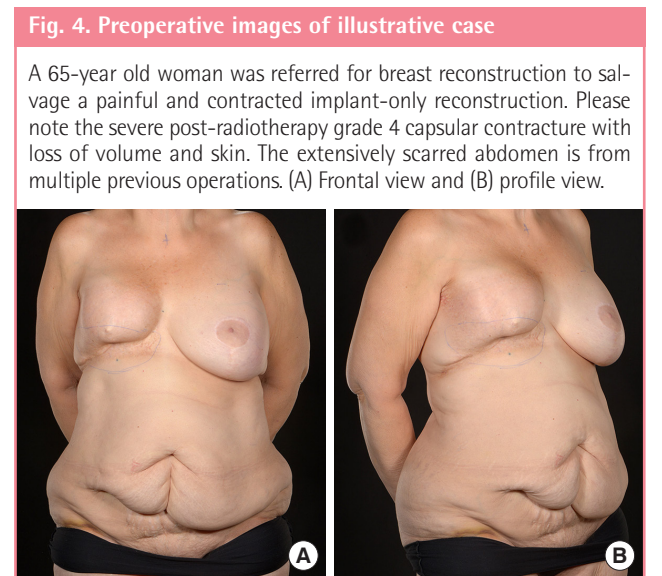 Fig. 4. Preoperative images of illustrative case
A 65-year old woman was referred for breast reconstruction to sal-
vage a painful and contracted implant-only reconstruction. Please
note the severe post-radiotherapy grade 4 capsular contracture with
loss of volume and skin. The extensively scarred abdomen is from
multiple previous operations. (A) Frontal view and (B) profile view.
A
B